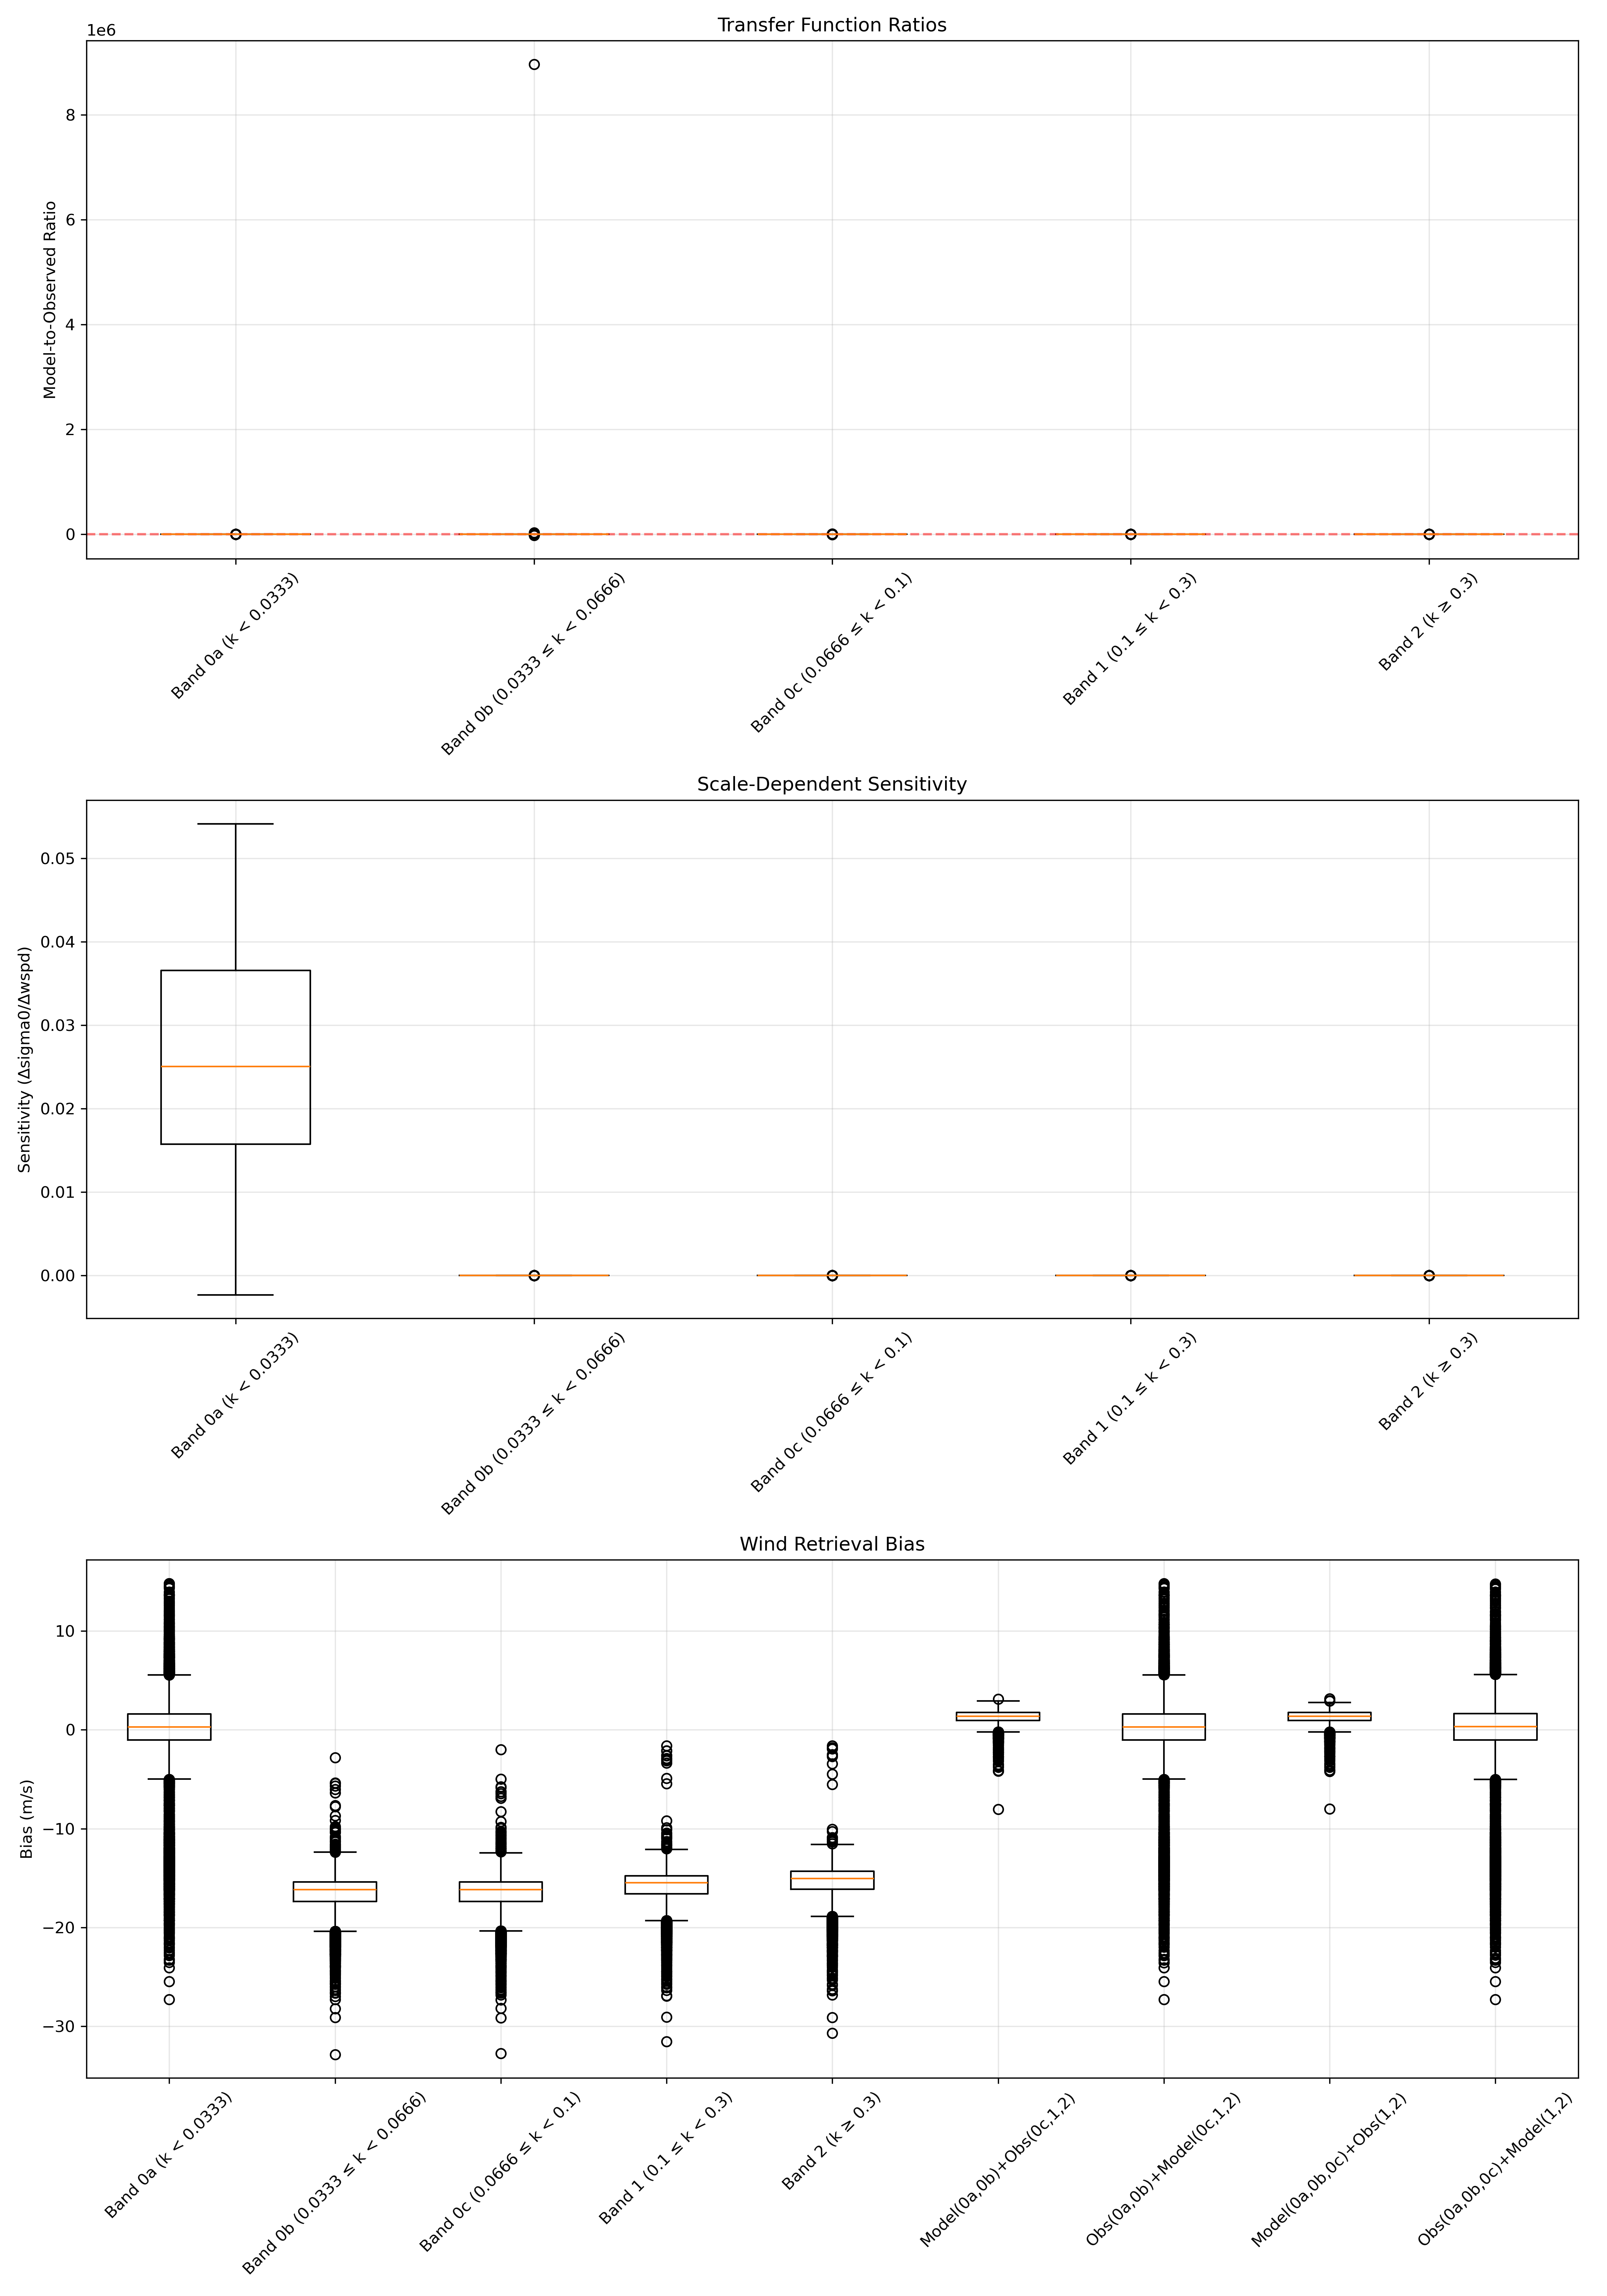 Transfer Function Ratios
1e6
Model-to-Observed Ratio
8
6
4
2
0
Band 0a (k < 0.0333)
Band 0b (0.0333 ≤ k < 0.0666)
Band 0c (0.0666 ≤ k < 0.1)
Band 1 (0.1 ≤ k < 0.3)
Band 2 (k ≥ 0.3)
Scale-Dependent Sensitivity
Sensitivity (Δsigma0/Δwspd)
0.05
0.04
0.03
0.02
0.01
0.00
Band 0a (k < 0.0333)
Band 0b (0.0333 ≤ k < 0.0666)
Band 0c (0.0666 ≤ k < 0.1)
Band 1 (0.1 ≤ k < 0.3)
Band 2 (k ≥ 0.3)
Wind Retrieval Bias
Bias (m/s)
10
0
−10
−20
−30
Band 0a (k < 0.0333)
Band 0b (0.0333 ≤ k < 0.0666)
Band 0c (0.0666 ≤ k < 0.1)
Band 1 (0.1 ≤ k < 0.3)
Band 2 (k ≥ 0.3)
Model(0a,0b)+Obs(0c,1,2)
Obs(0a,0b)+Model(0c,1,2)
Model(0a,0b,0c)+Obs(1,2)
Obs(0a,0b,0c)+Model(1,2)